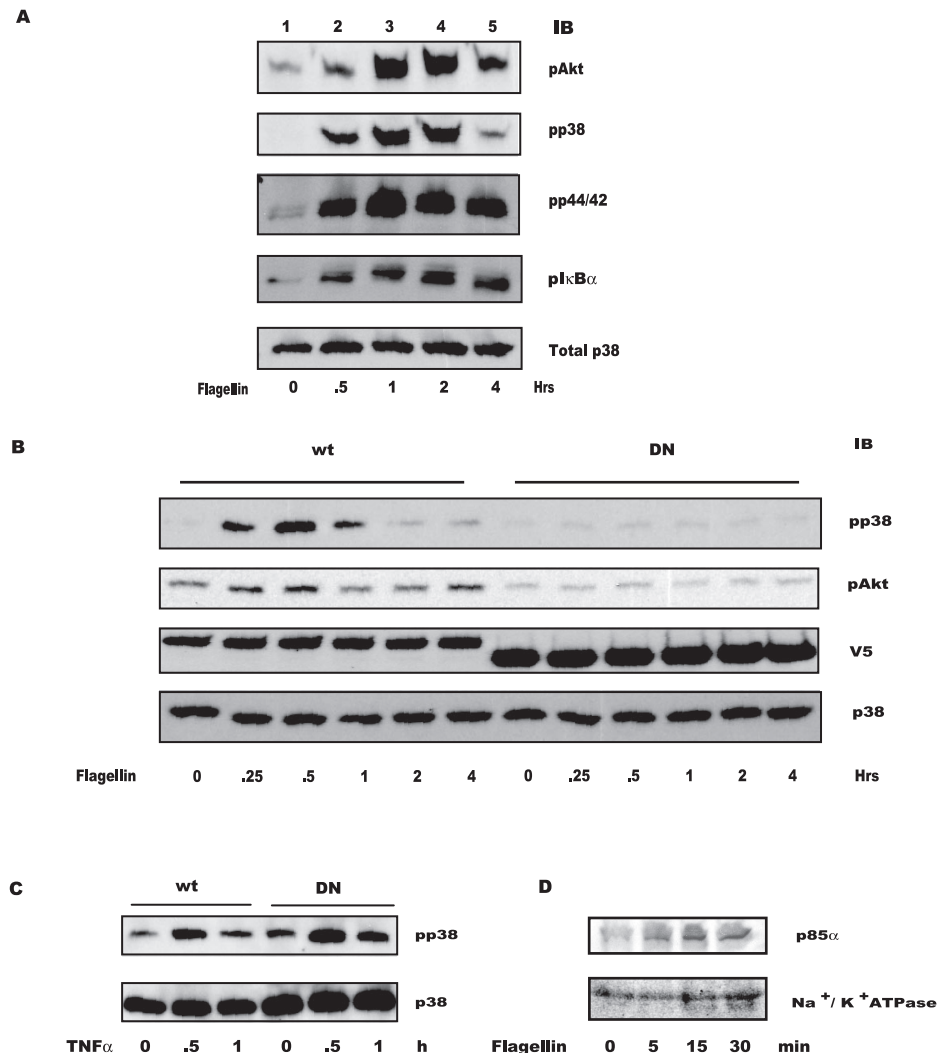 A
1 2 3 4 5 IB
pAkt
pp38
pp44/42
pIκBα
Total p38
Flagellin 0 .5 1 2 4 Hrs
B
wt DN IB
pp38
pAkt
V5
p38
Flagellin 0 .25 .5 1 2 4 0 .25 .5 1 2 4 Hrs
C
wt DN
pp38
p38
TNFα 0 .5 1 0 .5 1 h
D
p85α
Na +/ K +ATPase
Flagellin 0 5 15 30 min